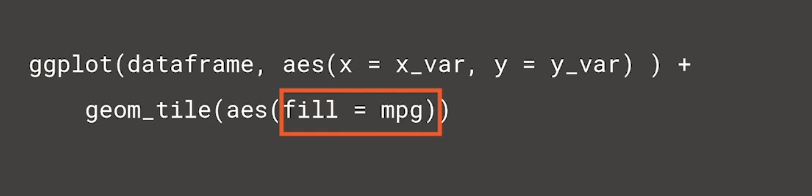 ggplot(dataframe, aes(x = x_var, y = y_var) ) +
geom_tile(aes(fill = mpg))